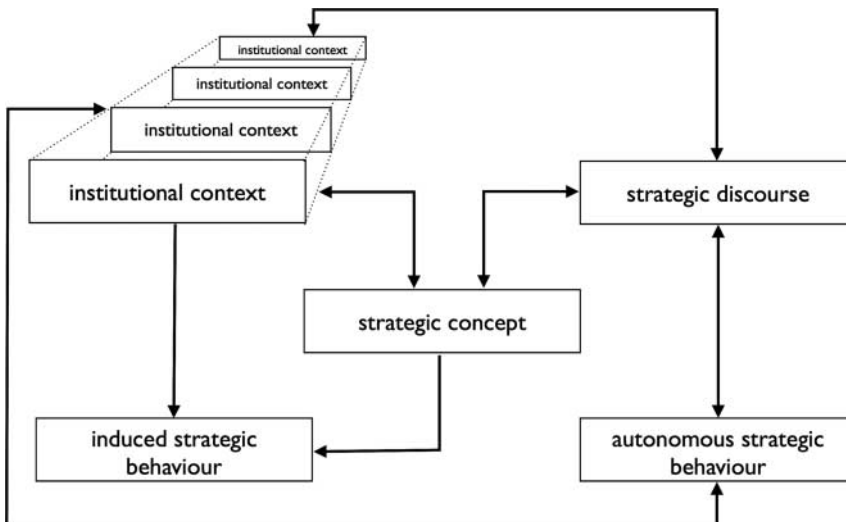 institutional context
institutional context
institutional context
institutional context
strategic discourse
strategic concept
induced strategic
behaviour
autonomous strategic
behaviour